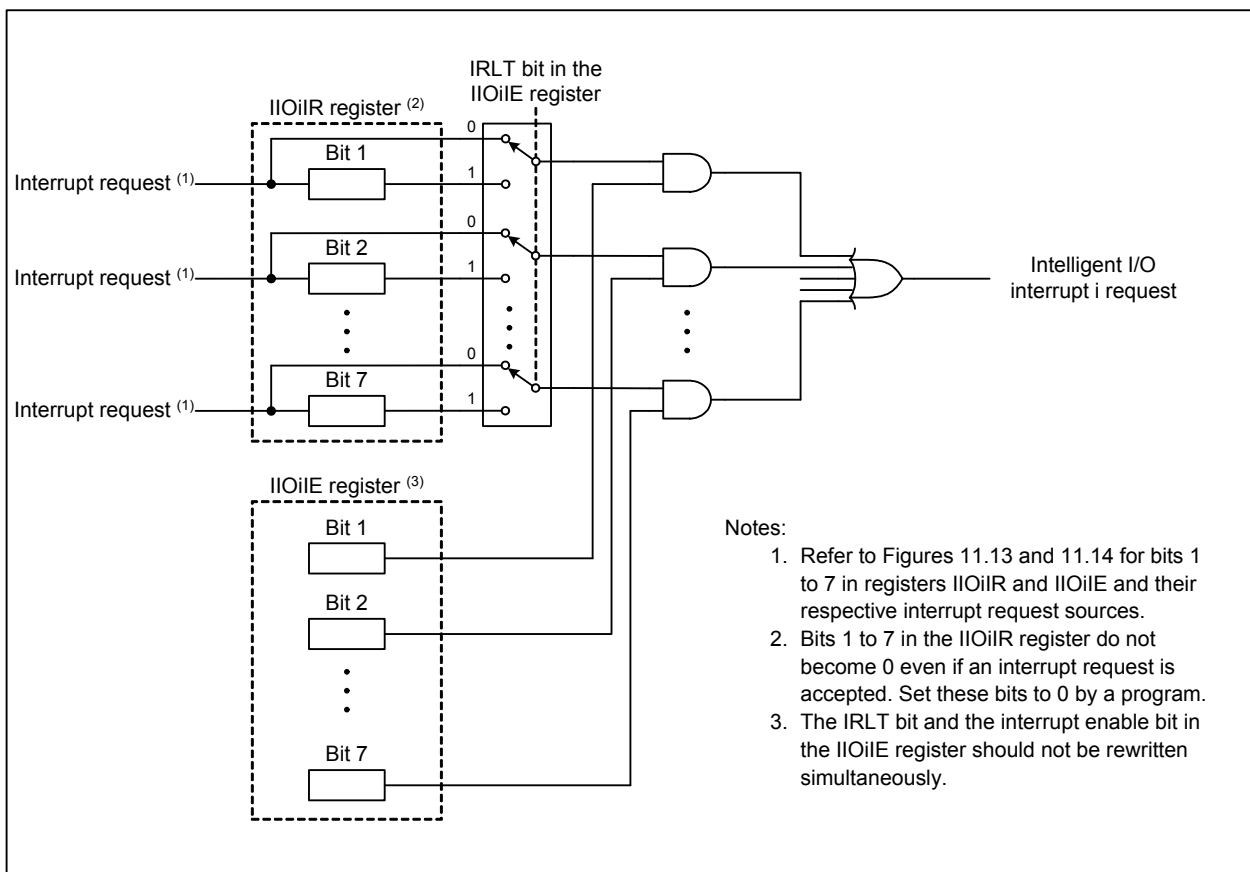 IRLT bit in the
IIOiIE register
IIOiIR register (2)
0
Bit 1
Interrupt request (1)
1
0
Bit 2
Interrupt request (1)
1
Intelligent I/O
interrupt i request
0
Bit 7
Interrupt request (1)
1
IIOiIE register (3)
Bit 1
Bit 2
Bit 7
Notes:
1. Refer to Figures 11.13 and 11.14 for bits 1
to 7 in registers IIOiIR and IIOiIE and their
respective interrupt request sources.
2. Bits 1 to 7 in the IIOiIR register do not
become 0 even if an interrupt request is
accepted. Set these bits to 0 by a program.
3. The IRLT bit and the interrupt enable bit in
the IIOiIE register should not be rewritten
simultaneously.